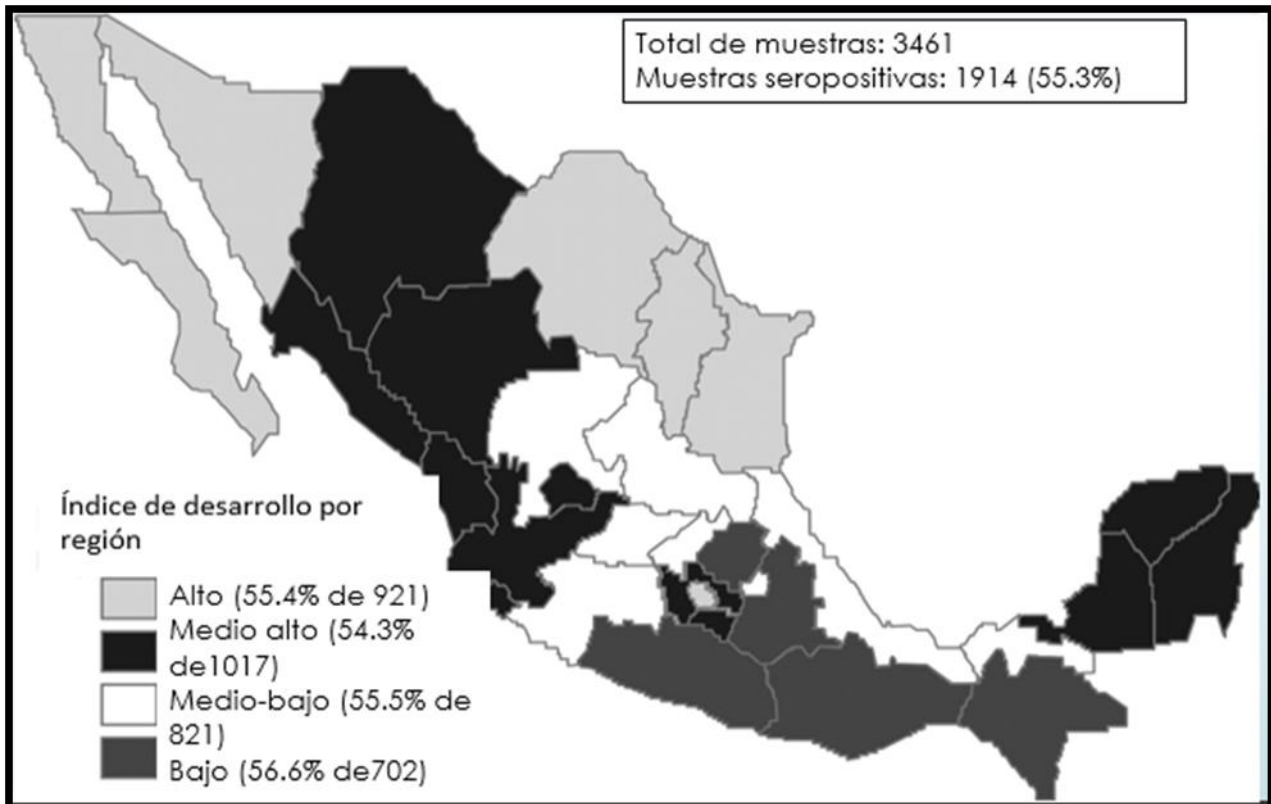 Total de muestras: 3461
Muestras seropositivas: 1914 (55.3%)
Índice de desarrollo por
región
Alto (55.4% de 921)
Medio alto (54.3%
de1017)
Medio-bajo (55.5% de
821)
Bajo (56.6% de702)